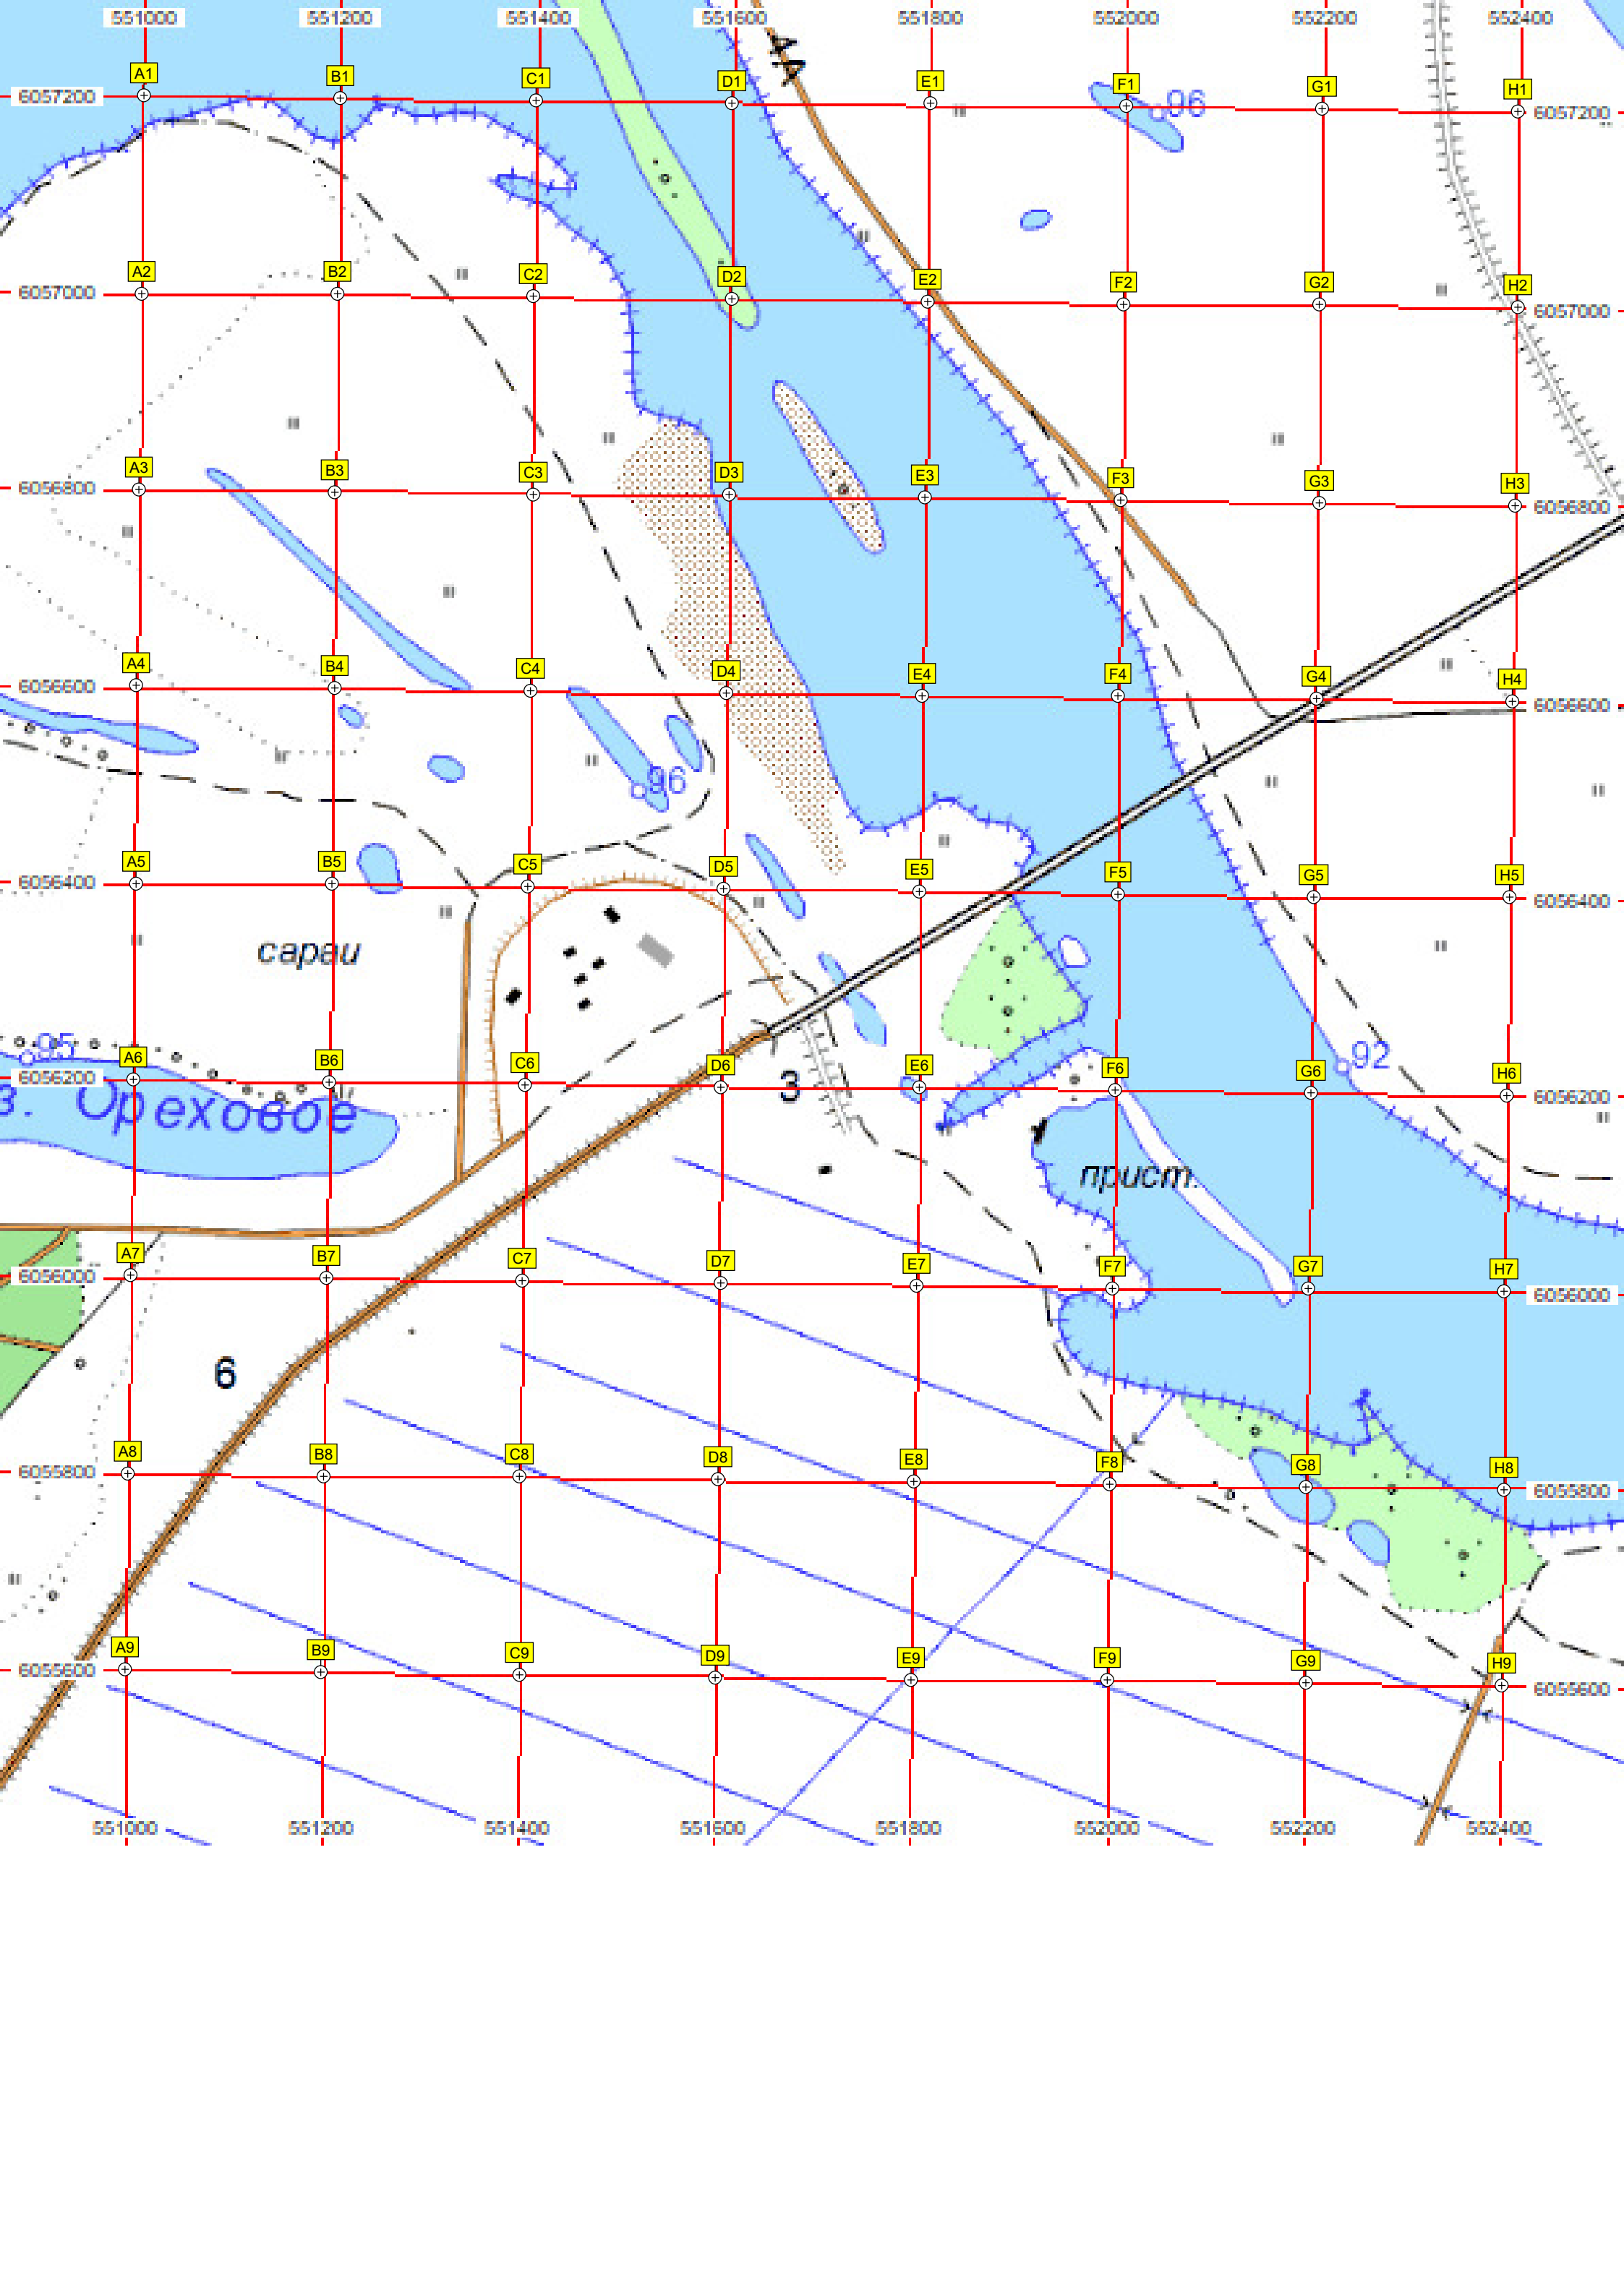 551000 551200 551400 551600 551800 552000 552200 552400
A1 B1 C1 D1 E1 F1 G1 H1
6057200 96 6057200
A2 B2 C2 D2 E2 F2 G2 H2
6057000 6057000
A3 B3 C3 D3 E3 F3 G3 H3
6056800 6056800
A4 B4 C4 D4 E4 F4 G4 H4
6056600 6056600
96
A5 B5 C5 D5 E5 F5 G5 H5
6056400 6056400
сараи
95 92
A6 B6 C6 D6 E6 F6 G6 H6
6056200 6056200
з. Ореховое 3
прист.
A7 B7 C7 D7 E7 F7 G7 H7
6056000 6056000
6
A8 B8 C8 D8 E8 F8 G8 H8
6055800 6055800
A9 B9 C9 D9 E9 F9 G9 H9
6055600 6055600
551000 551200 551400 551600 551800 552000 552200 552400